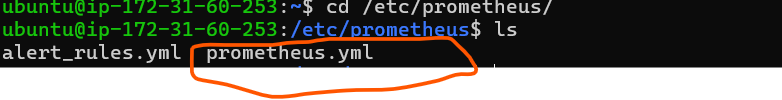 ubuntu@ip-172-31-60-253:~$ cd /etc/prometheus/
ubuntu@ip-172-31-60-253:/etc/prometheus$ ls
alert_rules.yml  prometheus.yml